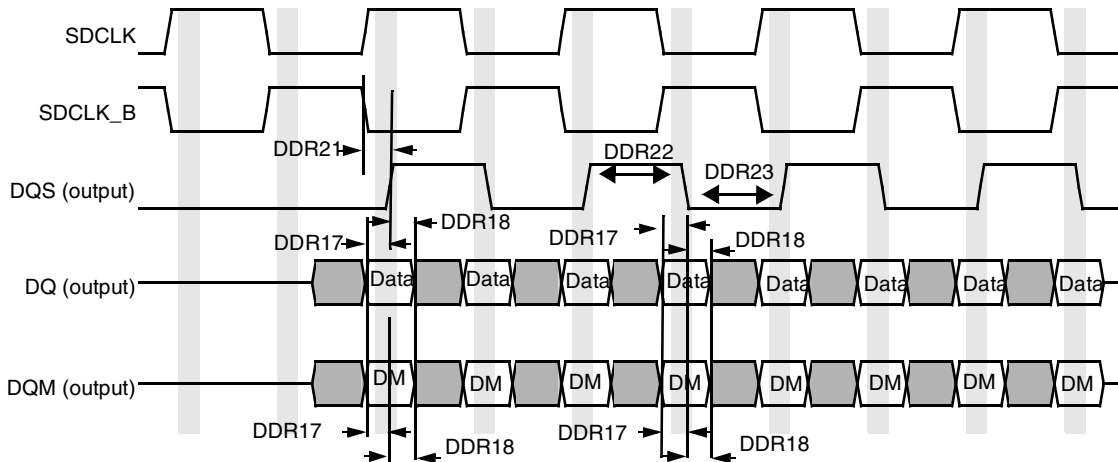 SDCLK
SDCLK_B
DDR21
DDR22
DQS (output)
DDR23
DDR18
DDR17
DDR17
DDR18
DQ (output)
Data Data Data Data Data Data Data Data
DQM (output)
DM DM DM DM DM DM DM DM
DDR17
DDR18
DDR17
DDR18